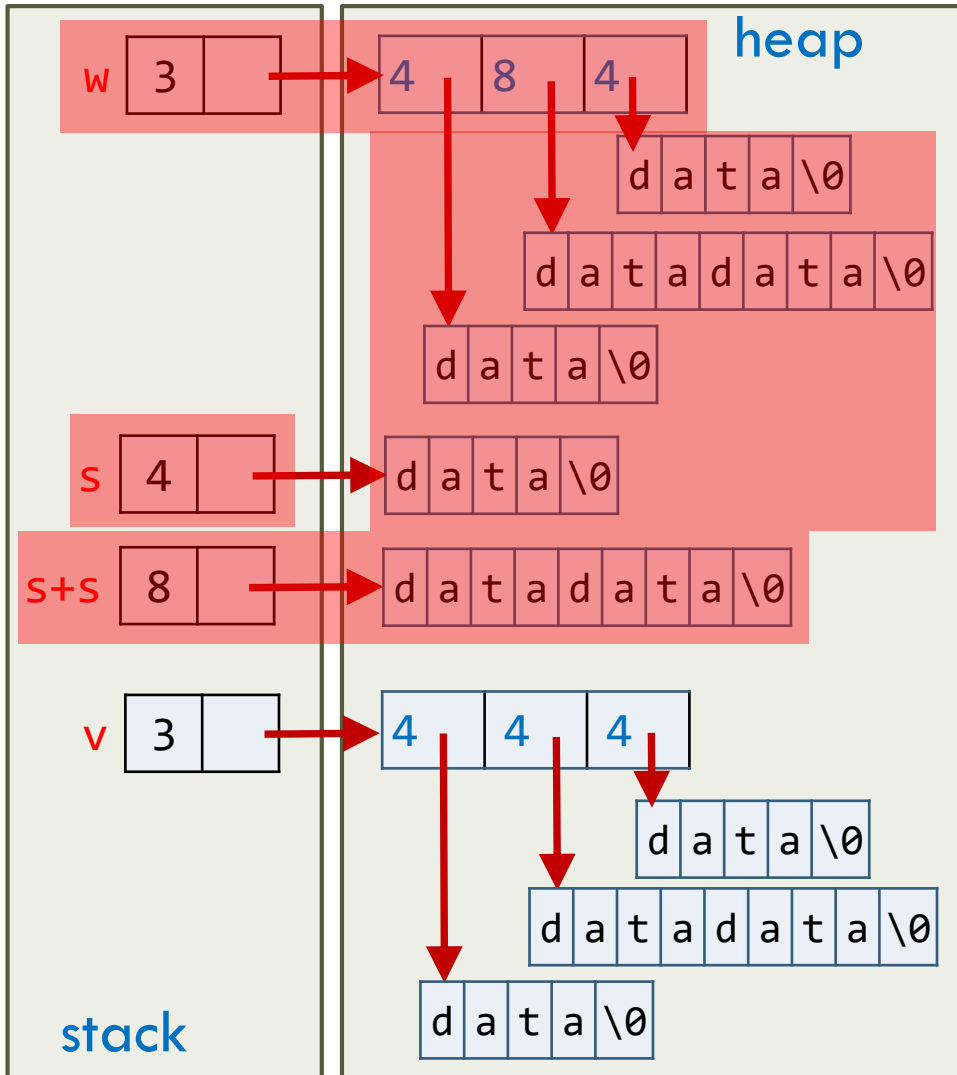 heap
w 3 4 8 4
d a t a \0
d a t a d a t a \0
d a t a \0
s 4 d a t a \0
s+s 8 d a t a d a t a \0
v 3 4 4 4
d a t a \0
d a t a d a t a \0
d a t a \0
stack